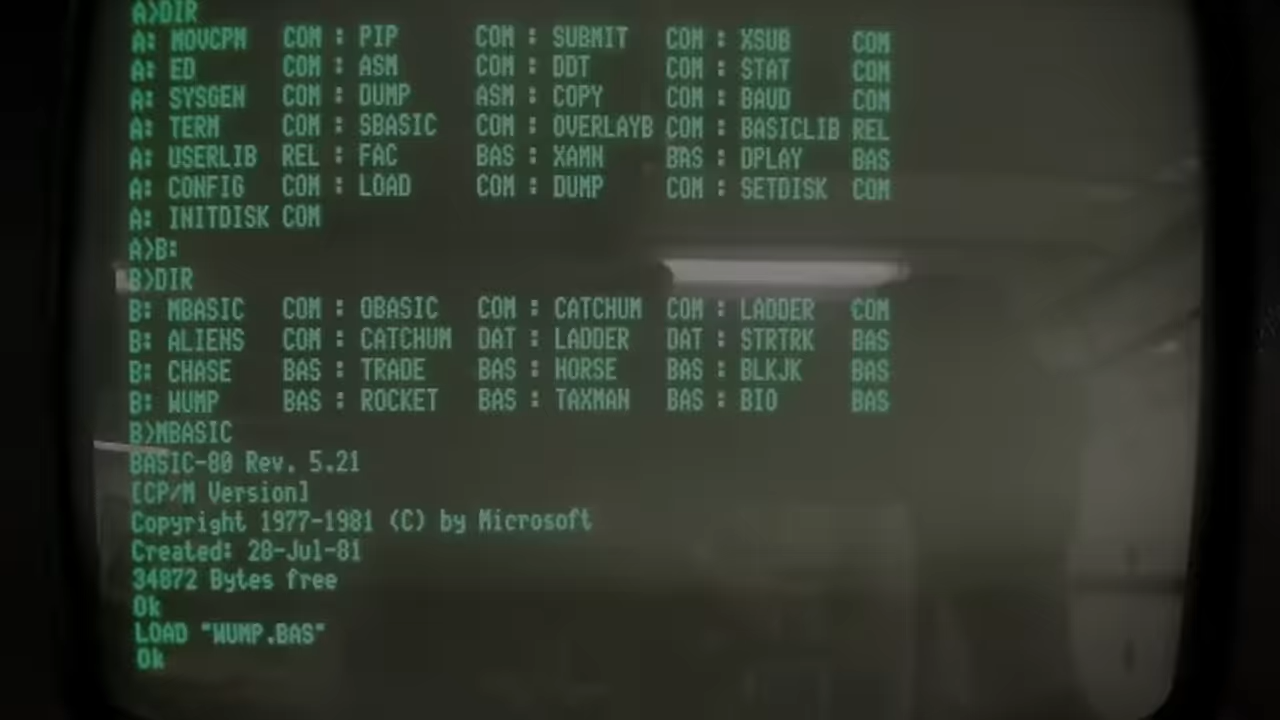 A>DIR
A: MOVCPM   COM : PIP      COM : SUBMIT   COM : XSUB     COM
A: ED       COM : ASM      COM : DDT      COM : STAT     COM
A: SYSGEN   COM : DUMP     ASM : COPY     COM : BAUD     COM
A: TERM     COM : SBASIC   COM : OVERLAYB COM : BASICLIB REL
A: USERLIB  REL : FAC      BAS : XAMN     BAS : DPLAY    BAS
A: CONFIG   COM : LOAD     COM : DUMP     COM : SETDISK  COM
A: INITDISK COM
A>B:
B>DIR
B: MBASIC   COM : OBASIC   COM : CATCHUM  COM : LADDER   COM
B: ALIENS   COM : CATCHUM  DAT : LADDER   DAT : STRTRK   BAS
B: CHASE    BAS : TRADE    BAS : HORSE    BAS : BLKJK    BAS
B: WUMP     BAS : ROCKET   BAS : TAXMAN   BAS : BIO      BAS
B>MBASIC
BASIC-80 Rev. 5.21
[CP/M Version]
Copyright 1977-1981 (C) by Microsoft
Created: 28-Jul-81
34872 Bytes free
Ok
LOAD "WUMP.BAS"
Ok